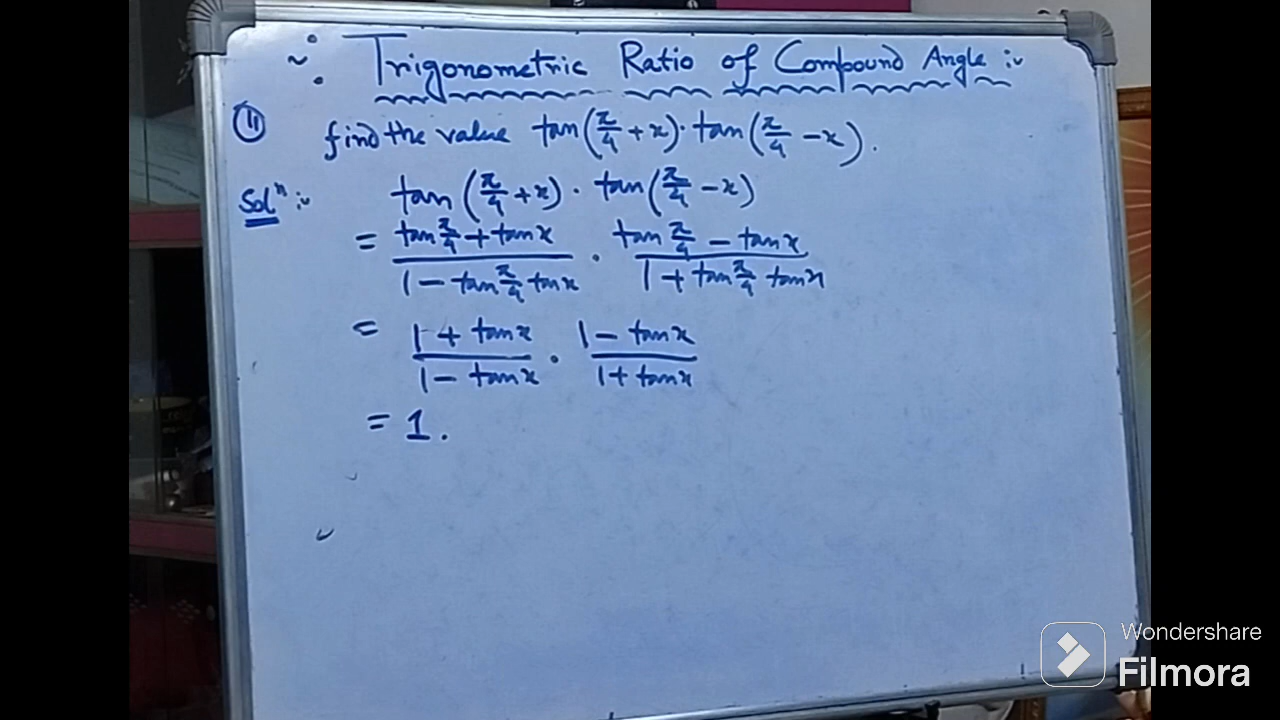 Trigonometric Ratio of Compound Angle :-
(11) find the value tan(π/4 + x)·tan(π/4 - x).
Solⁿ :- tan(π/4 + x)·tan(π/4 - x)
= (tan π/4 + tan x)/(1 - tan π/4 tan x) · (tan π/4 - tan x)/(1 + tan π/4 tan x)
= (1 + tan x)/(1 - tan x) · (1 - tan x)/(1 + tan x)
= 1.
Wondershare
Filmora